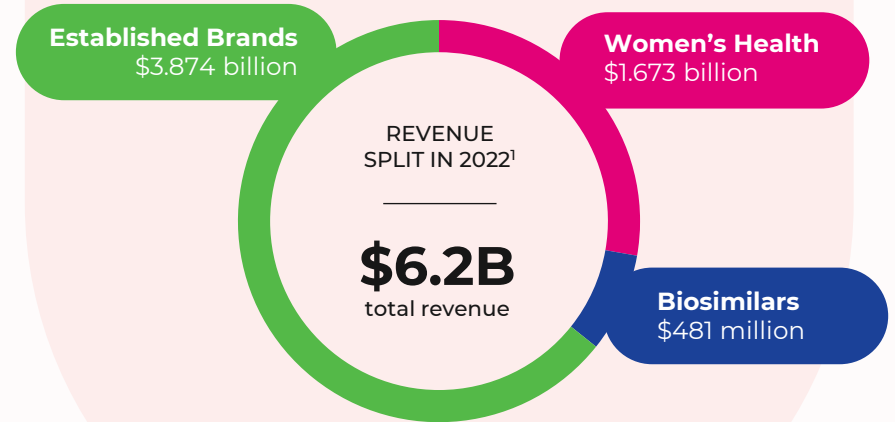 Established Brands
$3.874 billion
Women’s Health
$1.673 billion
REVENUE
SPLIT IN 2022¹
$6.2B
total revenue
Biosimilars
$481 million